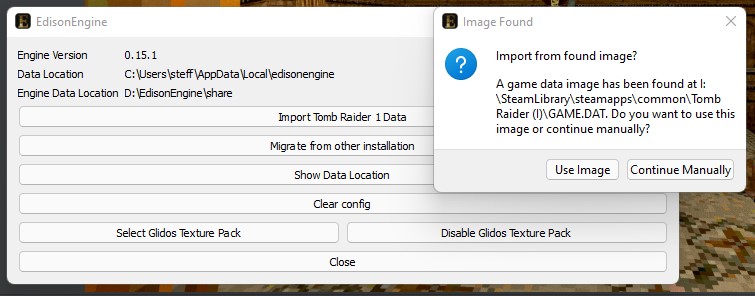 EdisonEngine
Engine Version 0.15.1
Data Location C:\Users\steff\AppData\Local\edisonengine
Engine Data Location D:\EdisonEngine\share
Import Tomb Raider 1 Data
Migrate from other installation
Show Data Location
Clear config
Select Glidos Texture Pack Disable Glidos Texture Pack
Close
Image Found
Import from found image?
A game data image has been found at I:
\SteamLibrary\steamapps\common\Tomb
Raider (I)\GAME.DAT. Do you want to use this
image or continue manually?
Use Image Continue Manually